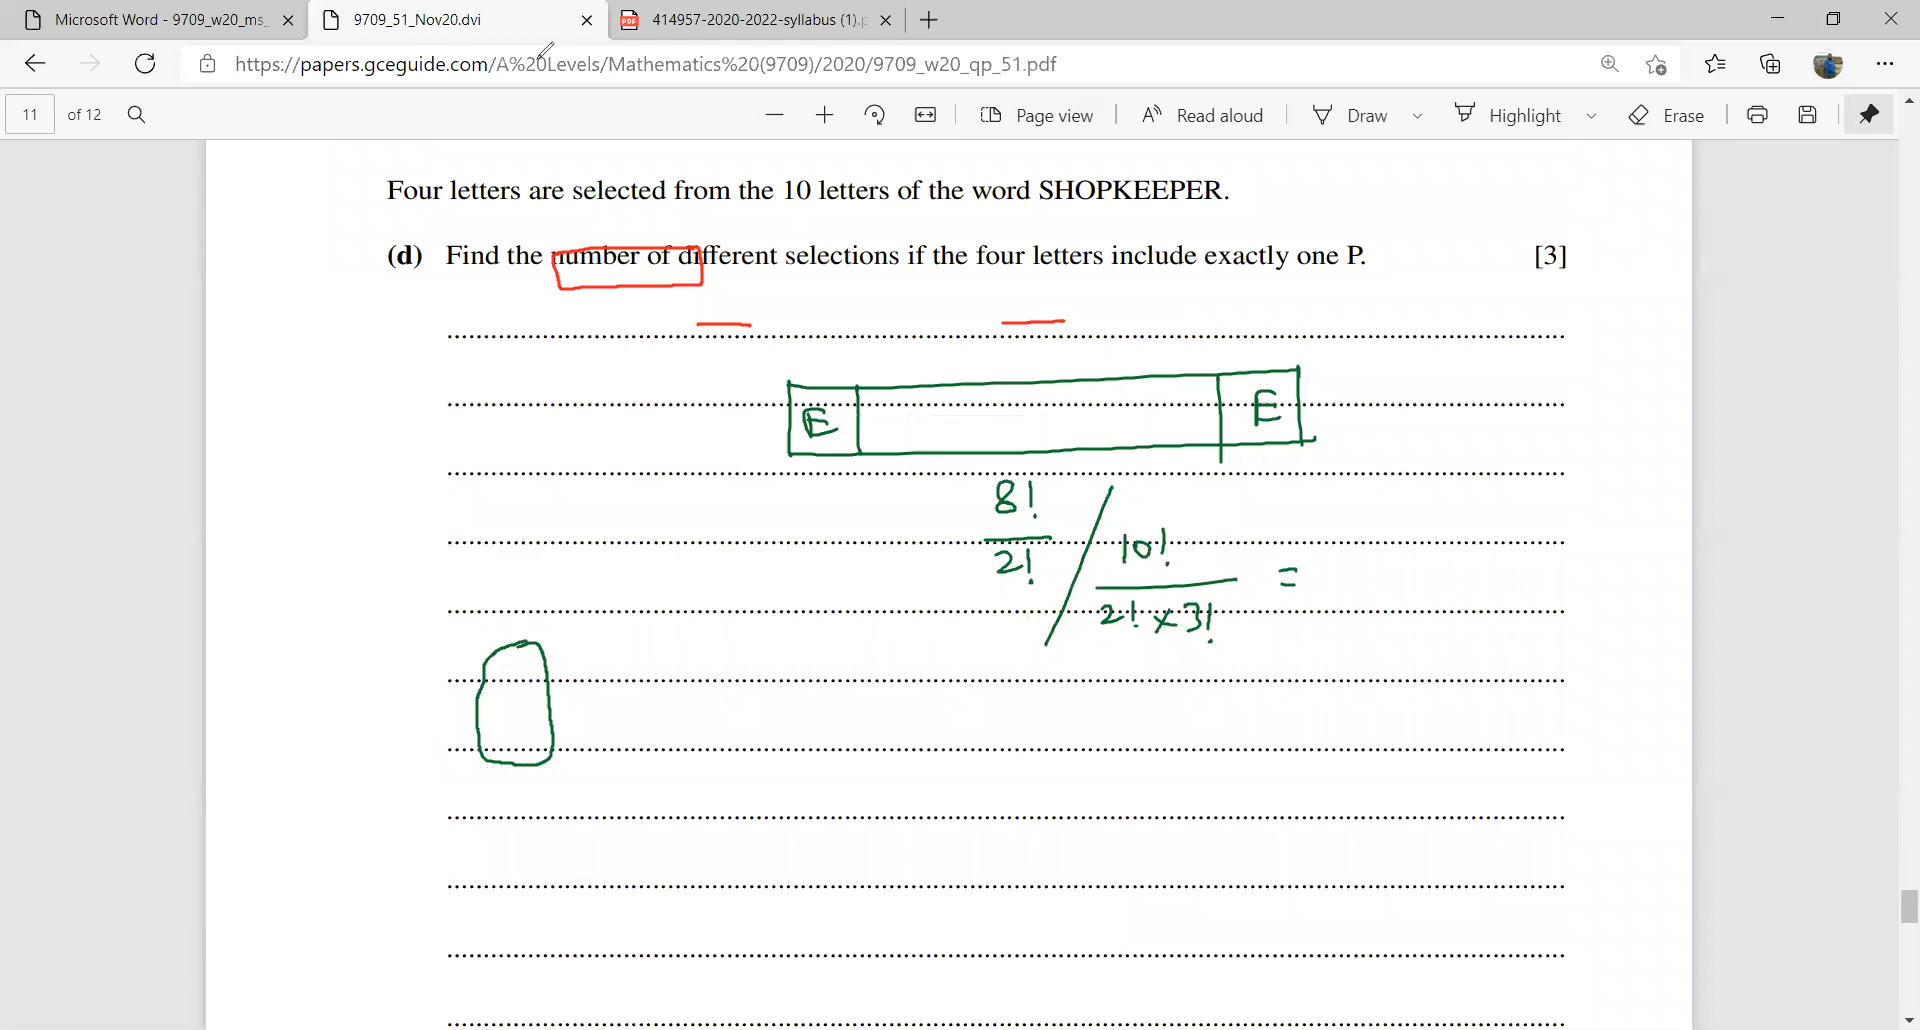 Microsoft Word - 9709_w20_ms_
9709_51_Nov20.dvi
414957-2020-2022-syllabus (1).p
https://papers.gceguide.com/A%20Levels/Mathematics%20(9709)/2020/9709_w20_qp_51.pdf
11 of 12
Page view
Read aloud
Draw
Highlight
Erase
Four letters are selected from the 10 letters of the word SHOPKEEPER.
(d) Find the number of different selections if the four letters include exactly one P. [3]
E E
8!
2!
/
10!
2! × 3!
=